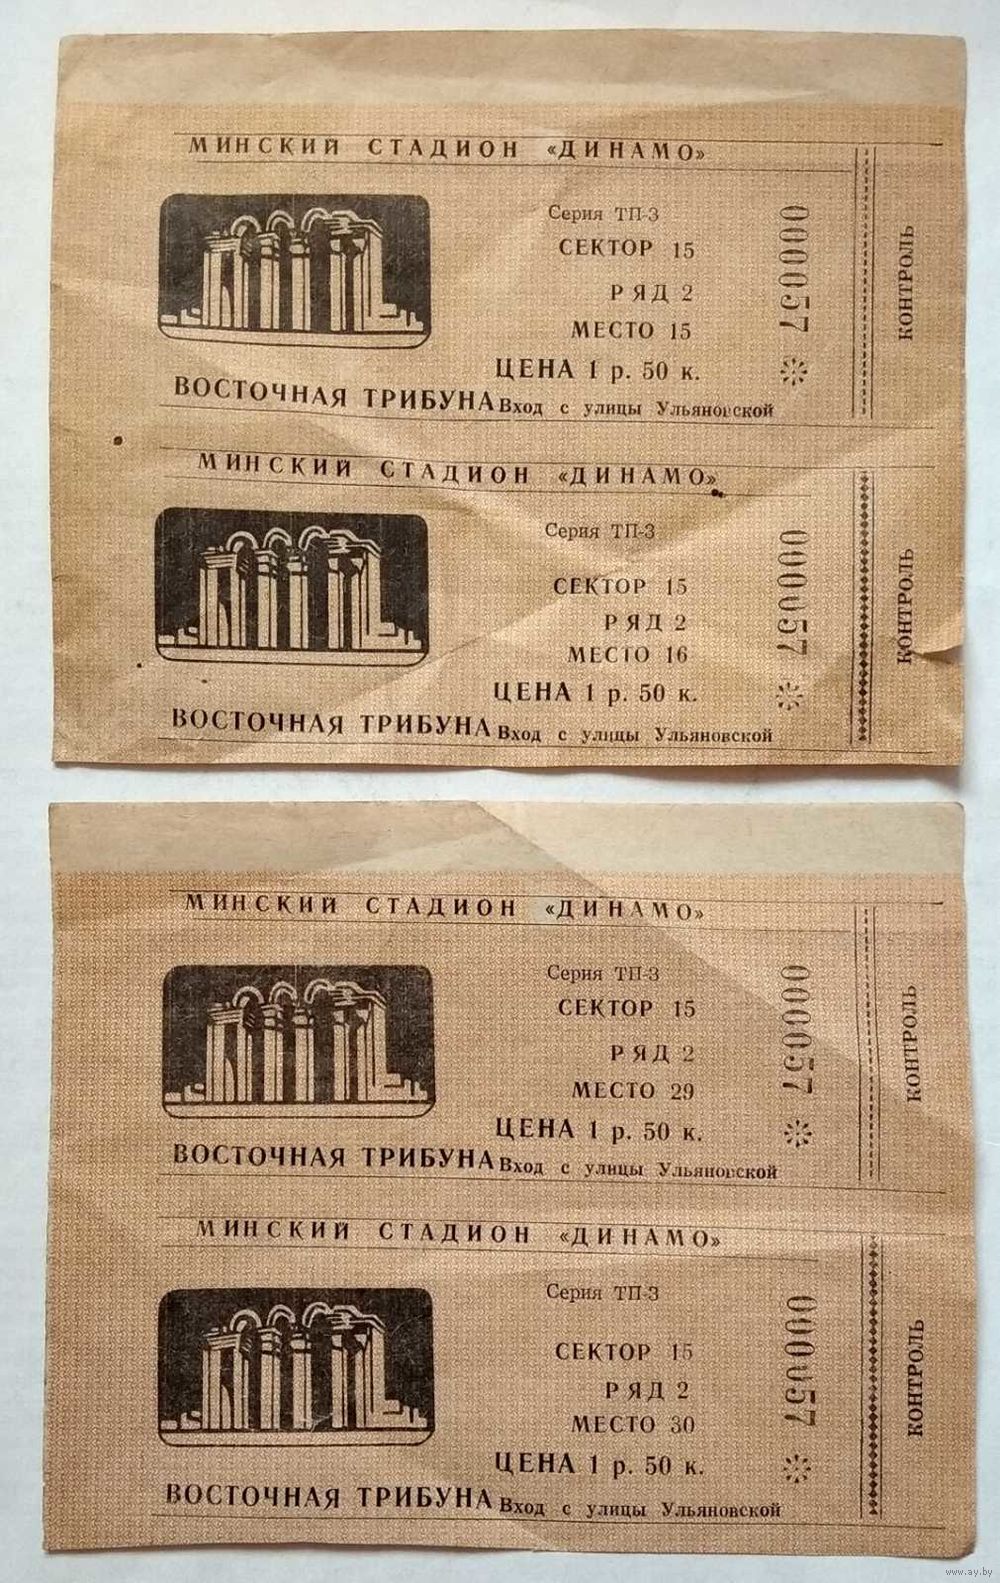 МИНСКИЙ СТАДИОН «ДИНАМО»
Серия ТП-3
СЕКТОР 15
РЯД 2
МЕСТО 15
ЦЕНА 1 р. 50 к.
ВОСТОЧНАЯ ТРИБУНА Вход с улицы Ульяновской
000057
КОНТРОЛЬ
МИНСКИЙ СТАДИОН «ДИНАМО»
Серия ТП-3
СЕКТОР 15
РЯД 2
МЕСТО 16
ЦЕНА 1 р. 50 к.
ВОСТОЧНАЯ ТРИБУНА Вход с улицы Ульяновской
000057
КОНТРОЛЬ
МИНСКИЙ СТАДИОН «ДИНАМО»
Серия ТП-3
СЕКТОР 15
РЯД 2
МЕСТО 29
ЦЕНА 1 р. 50 к.
ВОСТОЧНАЯ ТРИБУНА Вход с улицы Ульяновской
000057
КОНТРОЛЬ
МИНСКИЙ СТАДИОН «ДИНАМО»
Серия ТП-3
СЕКТОР 15
РЯД 2
МЕСТО 30
ЦЕНА 1 р. 50 к.
ВОСТОЧНАЯ ТРИБУНА Вход с улицы Ульяновской
000057
КОНТРОЛЬ
www.ay.by